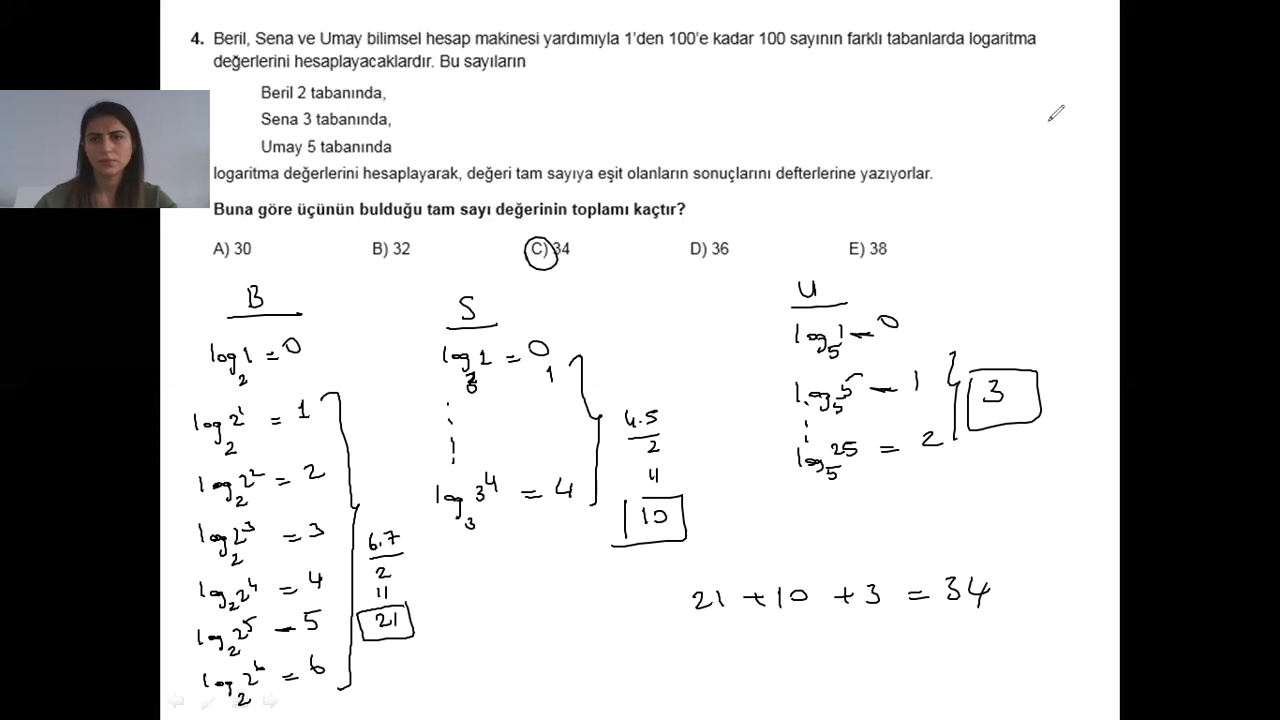 4. Beril, Sena ve Umay bilimsel hesap makinesi yardımıyla 1'den 100'e kadar 100 sayının farklı tabanlarda logaritma
değerlerini hesaplayacaklardır. Bu sayıların
Beril 2 tabanında,
Sena 3 tabanında,
Umay 5 tabanında
logaritma değerlerini hesaplayarak, değeri tam sayıya eşit olanların sonuçlarını defterlerine yazıyorlar.
Buna göre üçünün bulduğu tam sayı değerinin toplamı kaçtır?
A) 30 B) 32 C) 34 D) 36 E) 38
B
log₂1 = 0
log₂2¹ = 1
log₂2² = 2
log₂2³ = 3
log₂2⁴ = 4
log₂2⁵ = 5
log₂2⁶ = 6
6.7
2
21
S
log₃1 = 0
1
log₃3⁴ = 4
4.5
2
10
U
log₅1 = 0
log₅5 = 1
log₅25 = 2
3
21 + 10 + 3 = 34